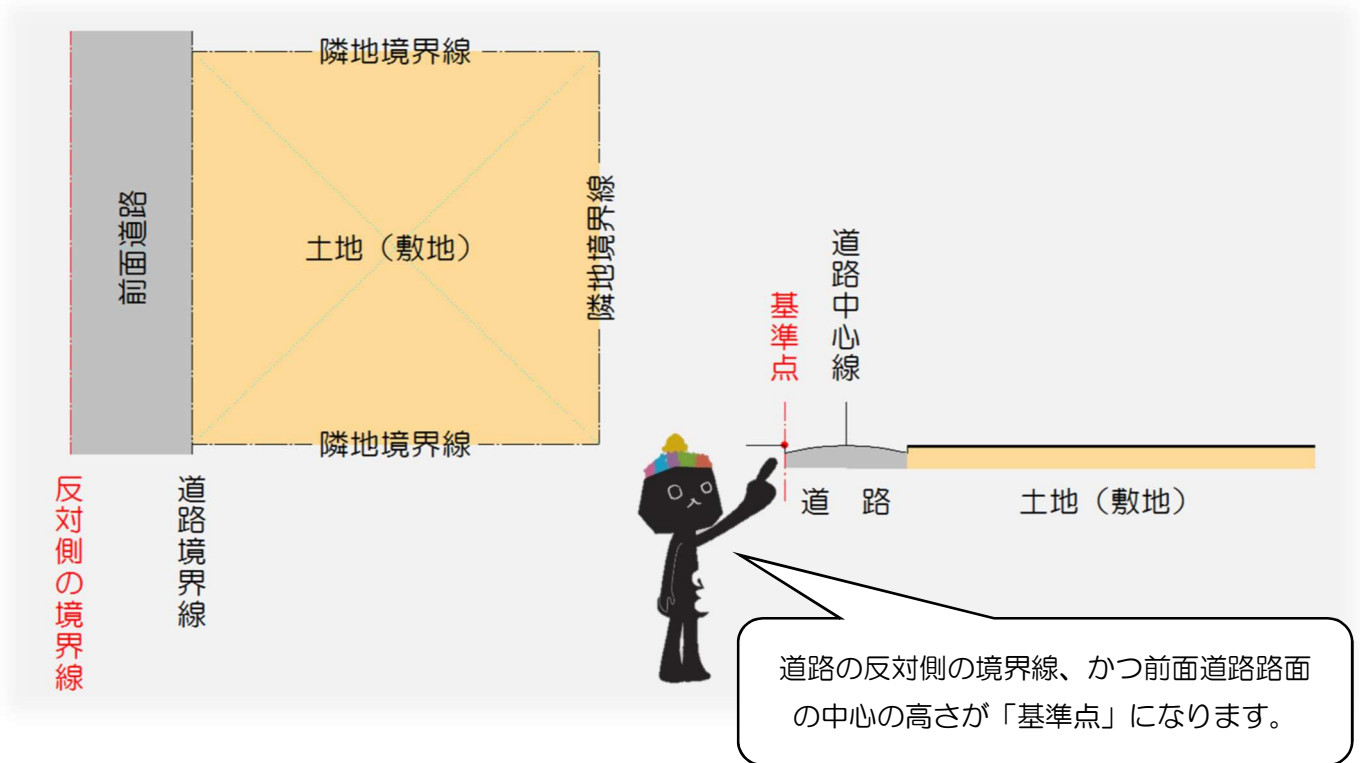 隣地境界線
前面道路
土地（敷地）
隣地境界線
隣地境界線
反対側の境界線
道路境界線
基準点
道路中心線
道　路
土地（敷地）
道路の反対側の境界線、かつ前面道路路面
の中心の高さが「基準点」になります。